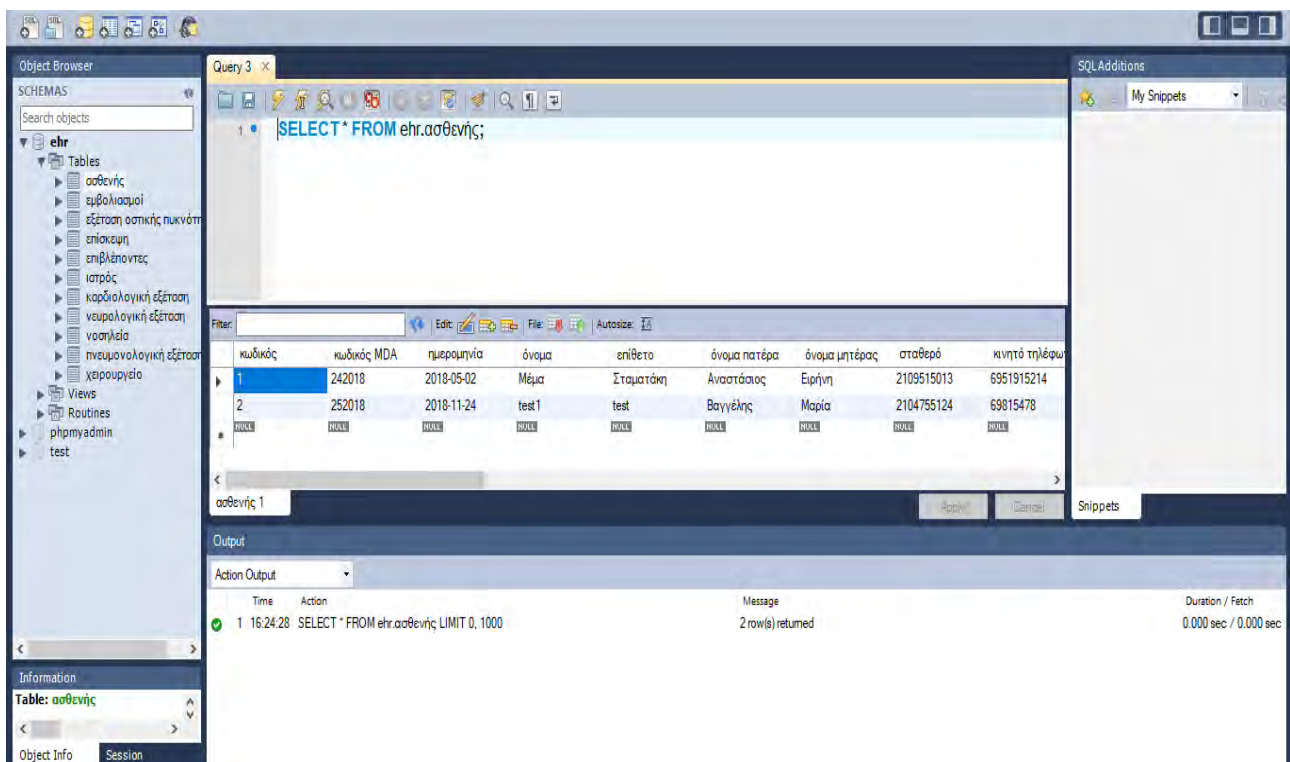 Object Browser
SCHEMAS
Search objects
ehr
Tables
ασθενής
εμβολιασμοί
εξέταση οστικής πυκνότη
επίσκεψη
επιβλέποντες
ιατρός
καρδιολογική εξέταση
νευρολογική εξέταση
νοσηλεία
πνευμονολογική εξέταση
χειρουργείο
Views
Routines
phpmyadmin
test
Information
Table: ασθενής
Object Info Session
Query 3
1 SELECT * FROM ehr.ασθενής;
Filter: Edit: File: Autosize:
κωδικός κωδικός MDA ημερομηνία όνομα επίθετο όνομα πατέρα όνομα μητέρας σταθερό κινητό τηλέφω
1 242018 2018-05-02 Μέμα Σταματάκη Αναστάσιος Ειρήνη 2109515013 6951915214
2 252018 2018-11-24 test1 test Βαγγέλης Μαρία 2104755124 69815478
NULL NULL NULL NULL NULL NULL NULL NULL NULL
ασθενής 1
Apply Cancel
SQL Additions
My Snippets
Snippets
Output
Action Output
Time Action Message Duration / Fetch
1 16:24:28 SELECT * FROM ehr.ασθενής LIMIT 0, 1000 2 row(s) returned 0.000 sec / 0.000 sec